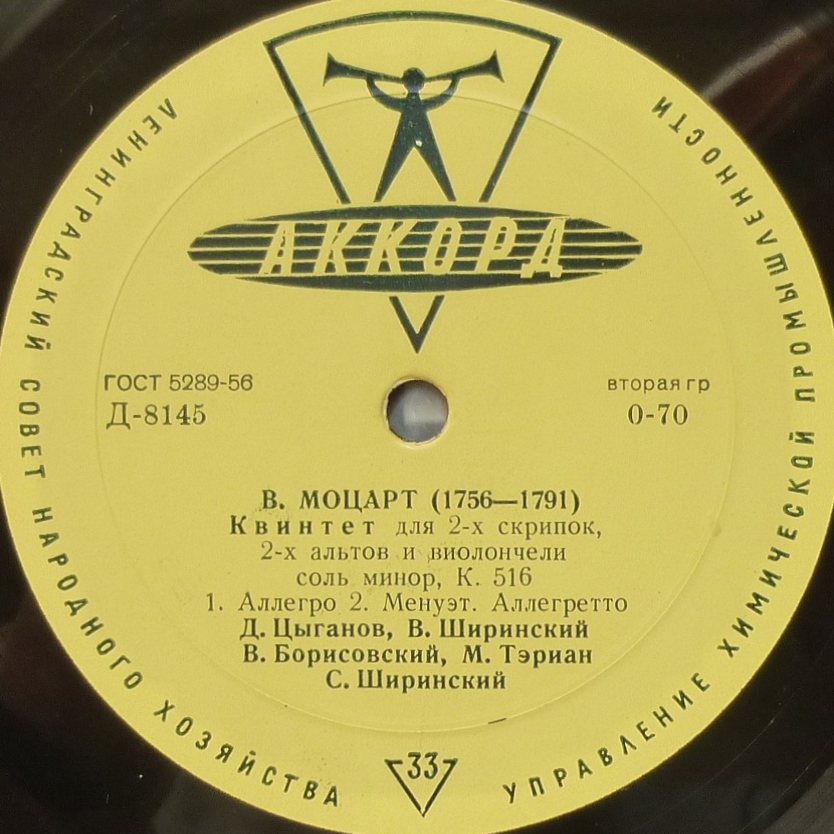 АККОРД
ЛЕНИНГРАДСКИЙ СОВЕТ НАРОДНОГО ХОЗЯЙСТВА
УПРАВЛЕНИЕ ХИМИЧЕСКОЙ ПРОМЫШЛЕННОСТИ
ГОСТ 5289-56
Д-8145
вторая гр
0-70
В. МОЦАРТ (1756—1791)
Квинтет для 2-х скрипок,
2-х альтов и виолончели
соль минор, К. 516
1. Аллегро 2. Менуэт. Аллегретто
Д. Цыганов, В. Ширинский
В. Борисовский, М. Тэриан
С. Ширинский
33